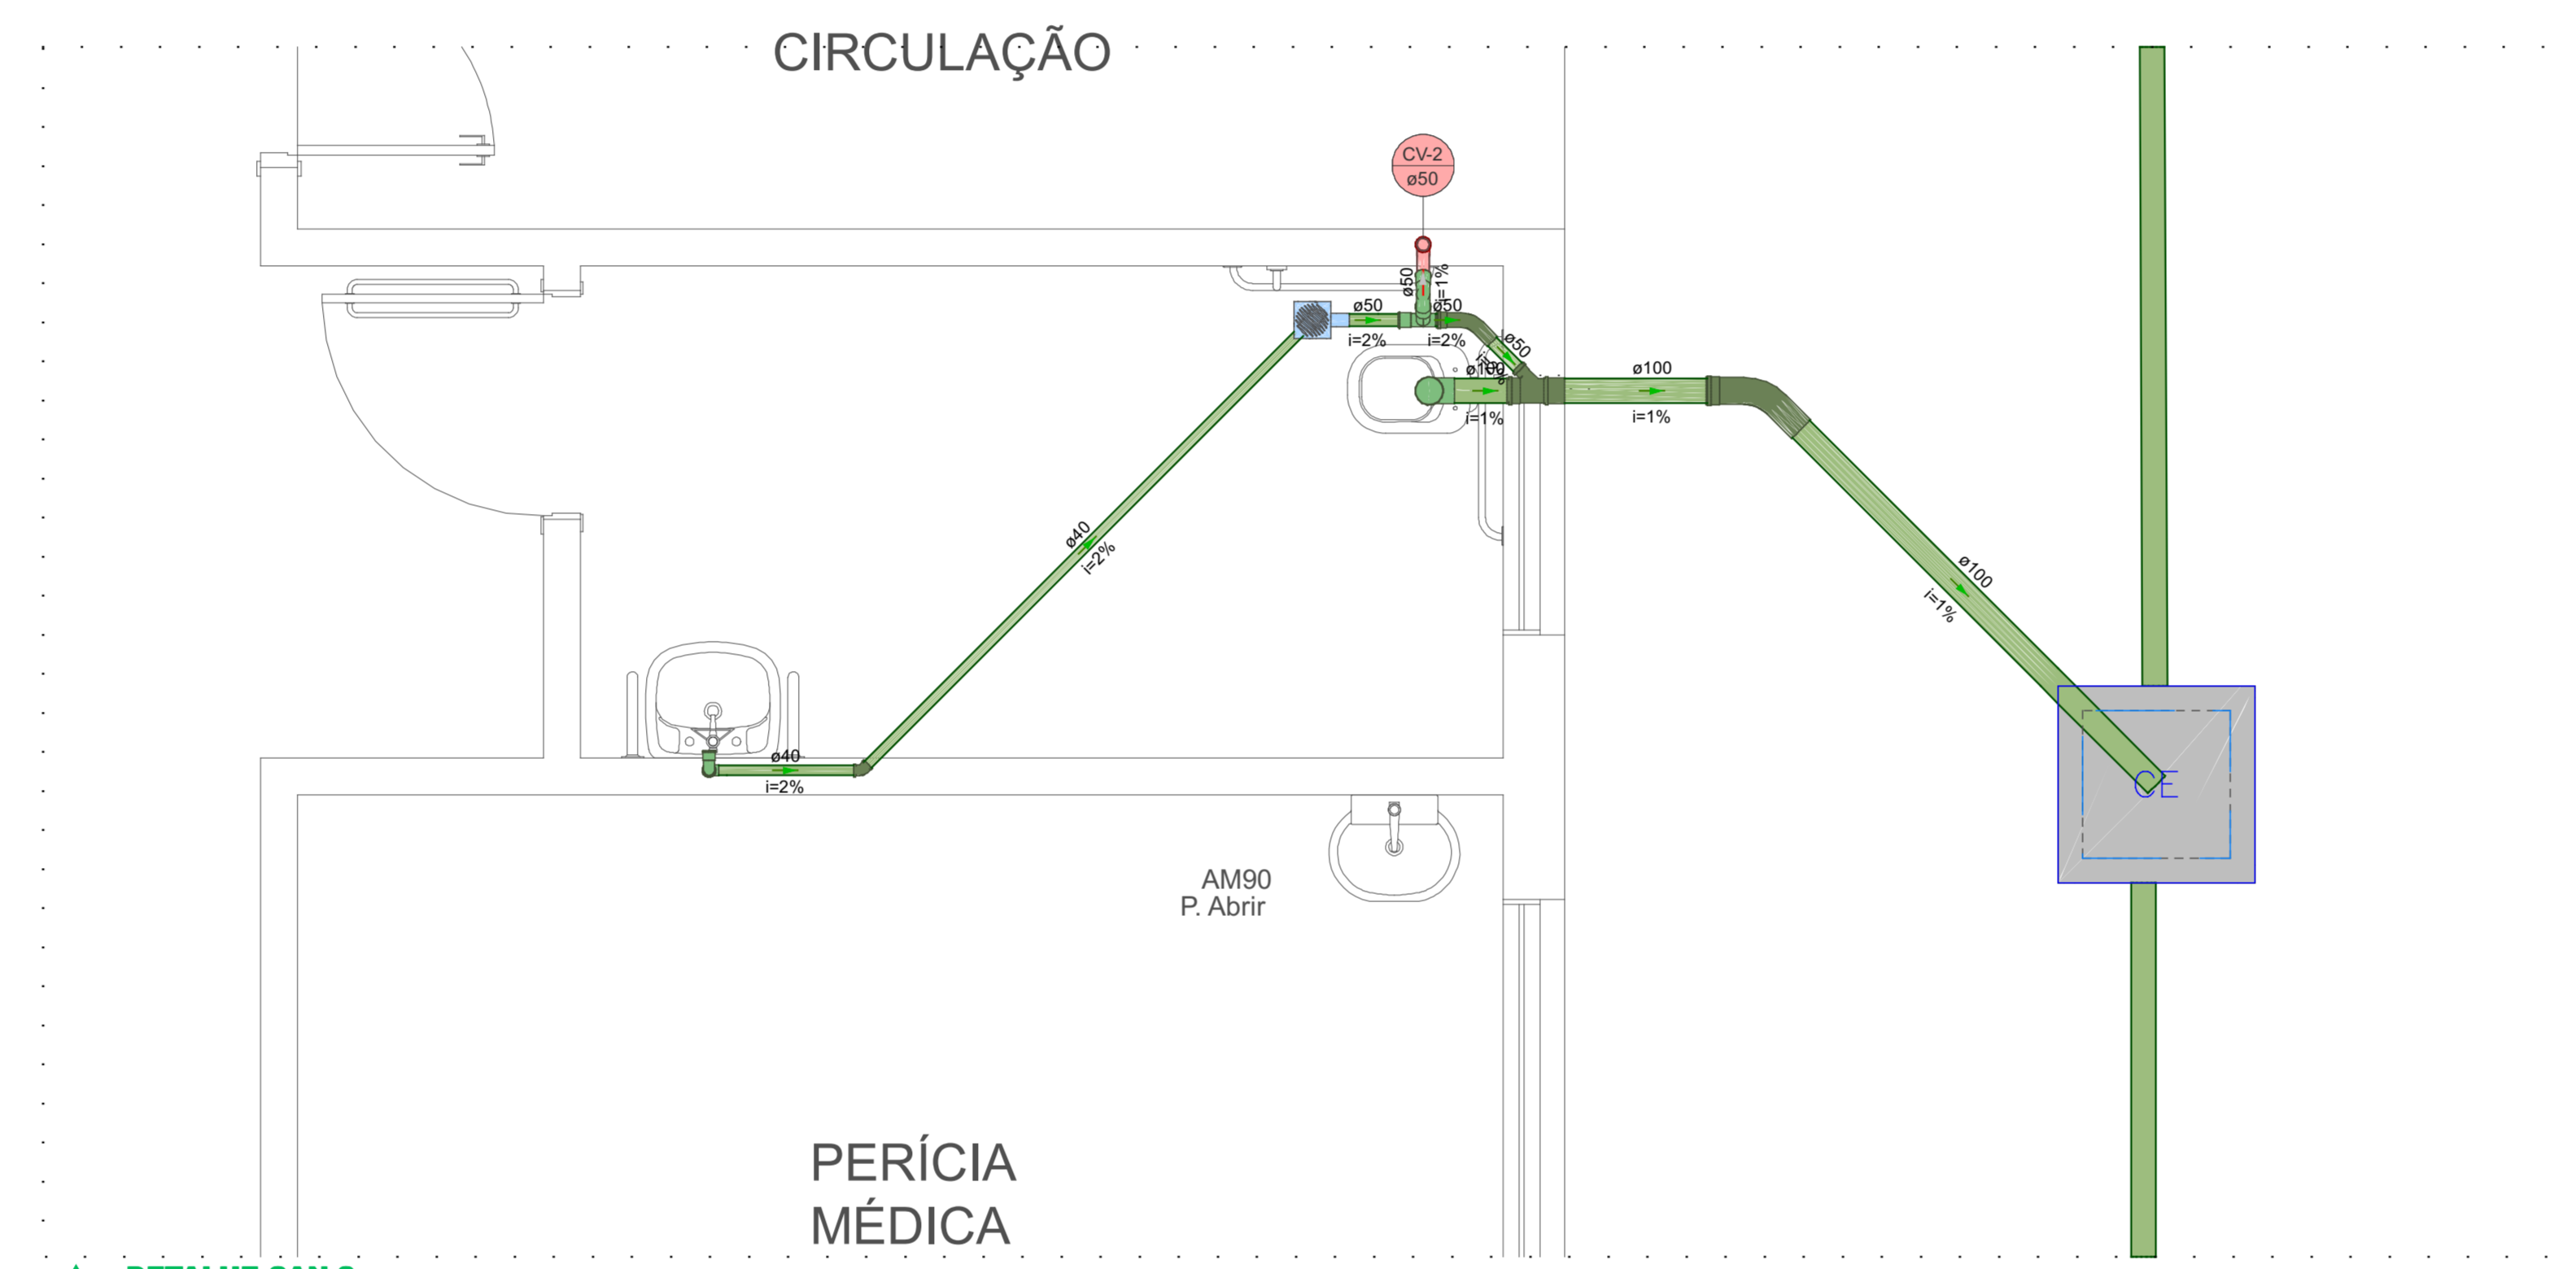 CIRCULAÇÃO
CV-2
ø50
ø50
i=1%
ø50
i=2%
ø50
i=2%
ø50
ø100
i=1%
ø100
i=1%
ø40
i=2%
ø100
i=1%
ø40
i=2%
CE
AM90
P. Abrir
PERÍCIA
MÉDICA